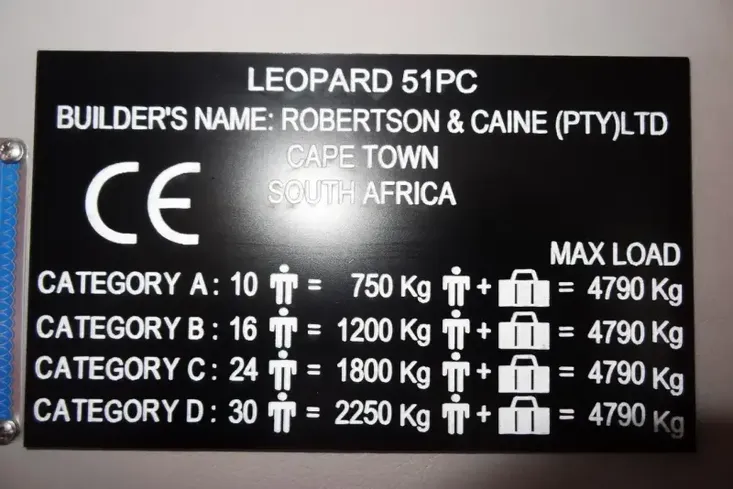 LEOPARD 51PC
BUILDER'S NAME: ROBERTSON & CAINE (PTY)LTD
CAPE TOWN
SOUTH AFRICA
CE
MAX LOAD
CATEGORY A: 10 = 750 Kg + = 4790 Kg
CATEGORY B: 16 = 1200 Kg + = 4790 Kg
CATEGORY C: 24 = 1800 Kg + = 4790 Kg
CATEGORY D: 30 = 2250 Kg + = 4790 Kg